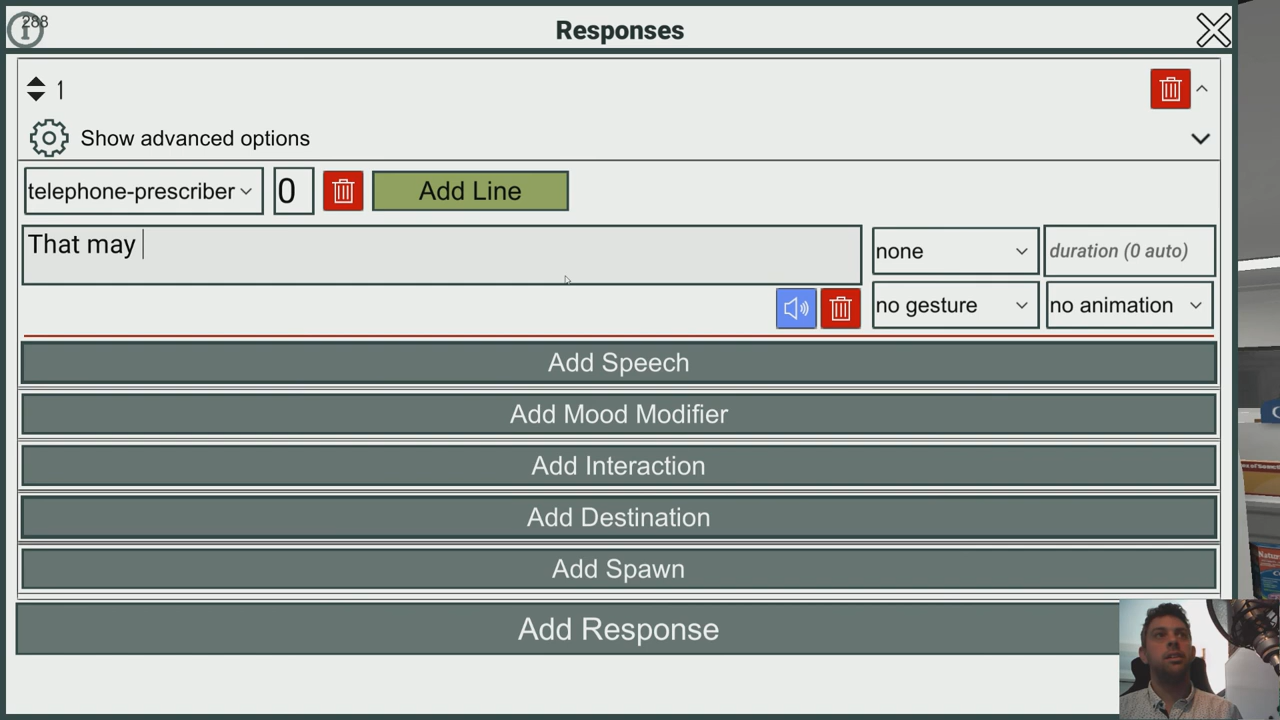 288
Responses
1
Show advanced options
telephone-prescriber 0 Add Line
That may
none duration (0 auto)
no gesture no animation
Add Speech
Add Mood Modifier
Add Interaction
Add Destination
Add Spawn
Add Response